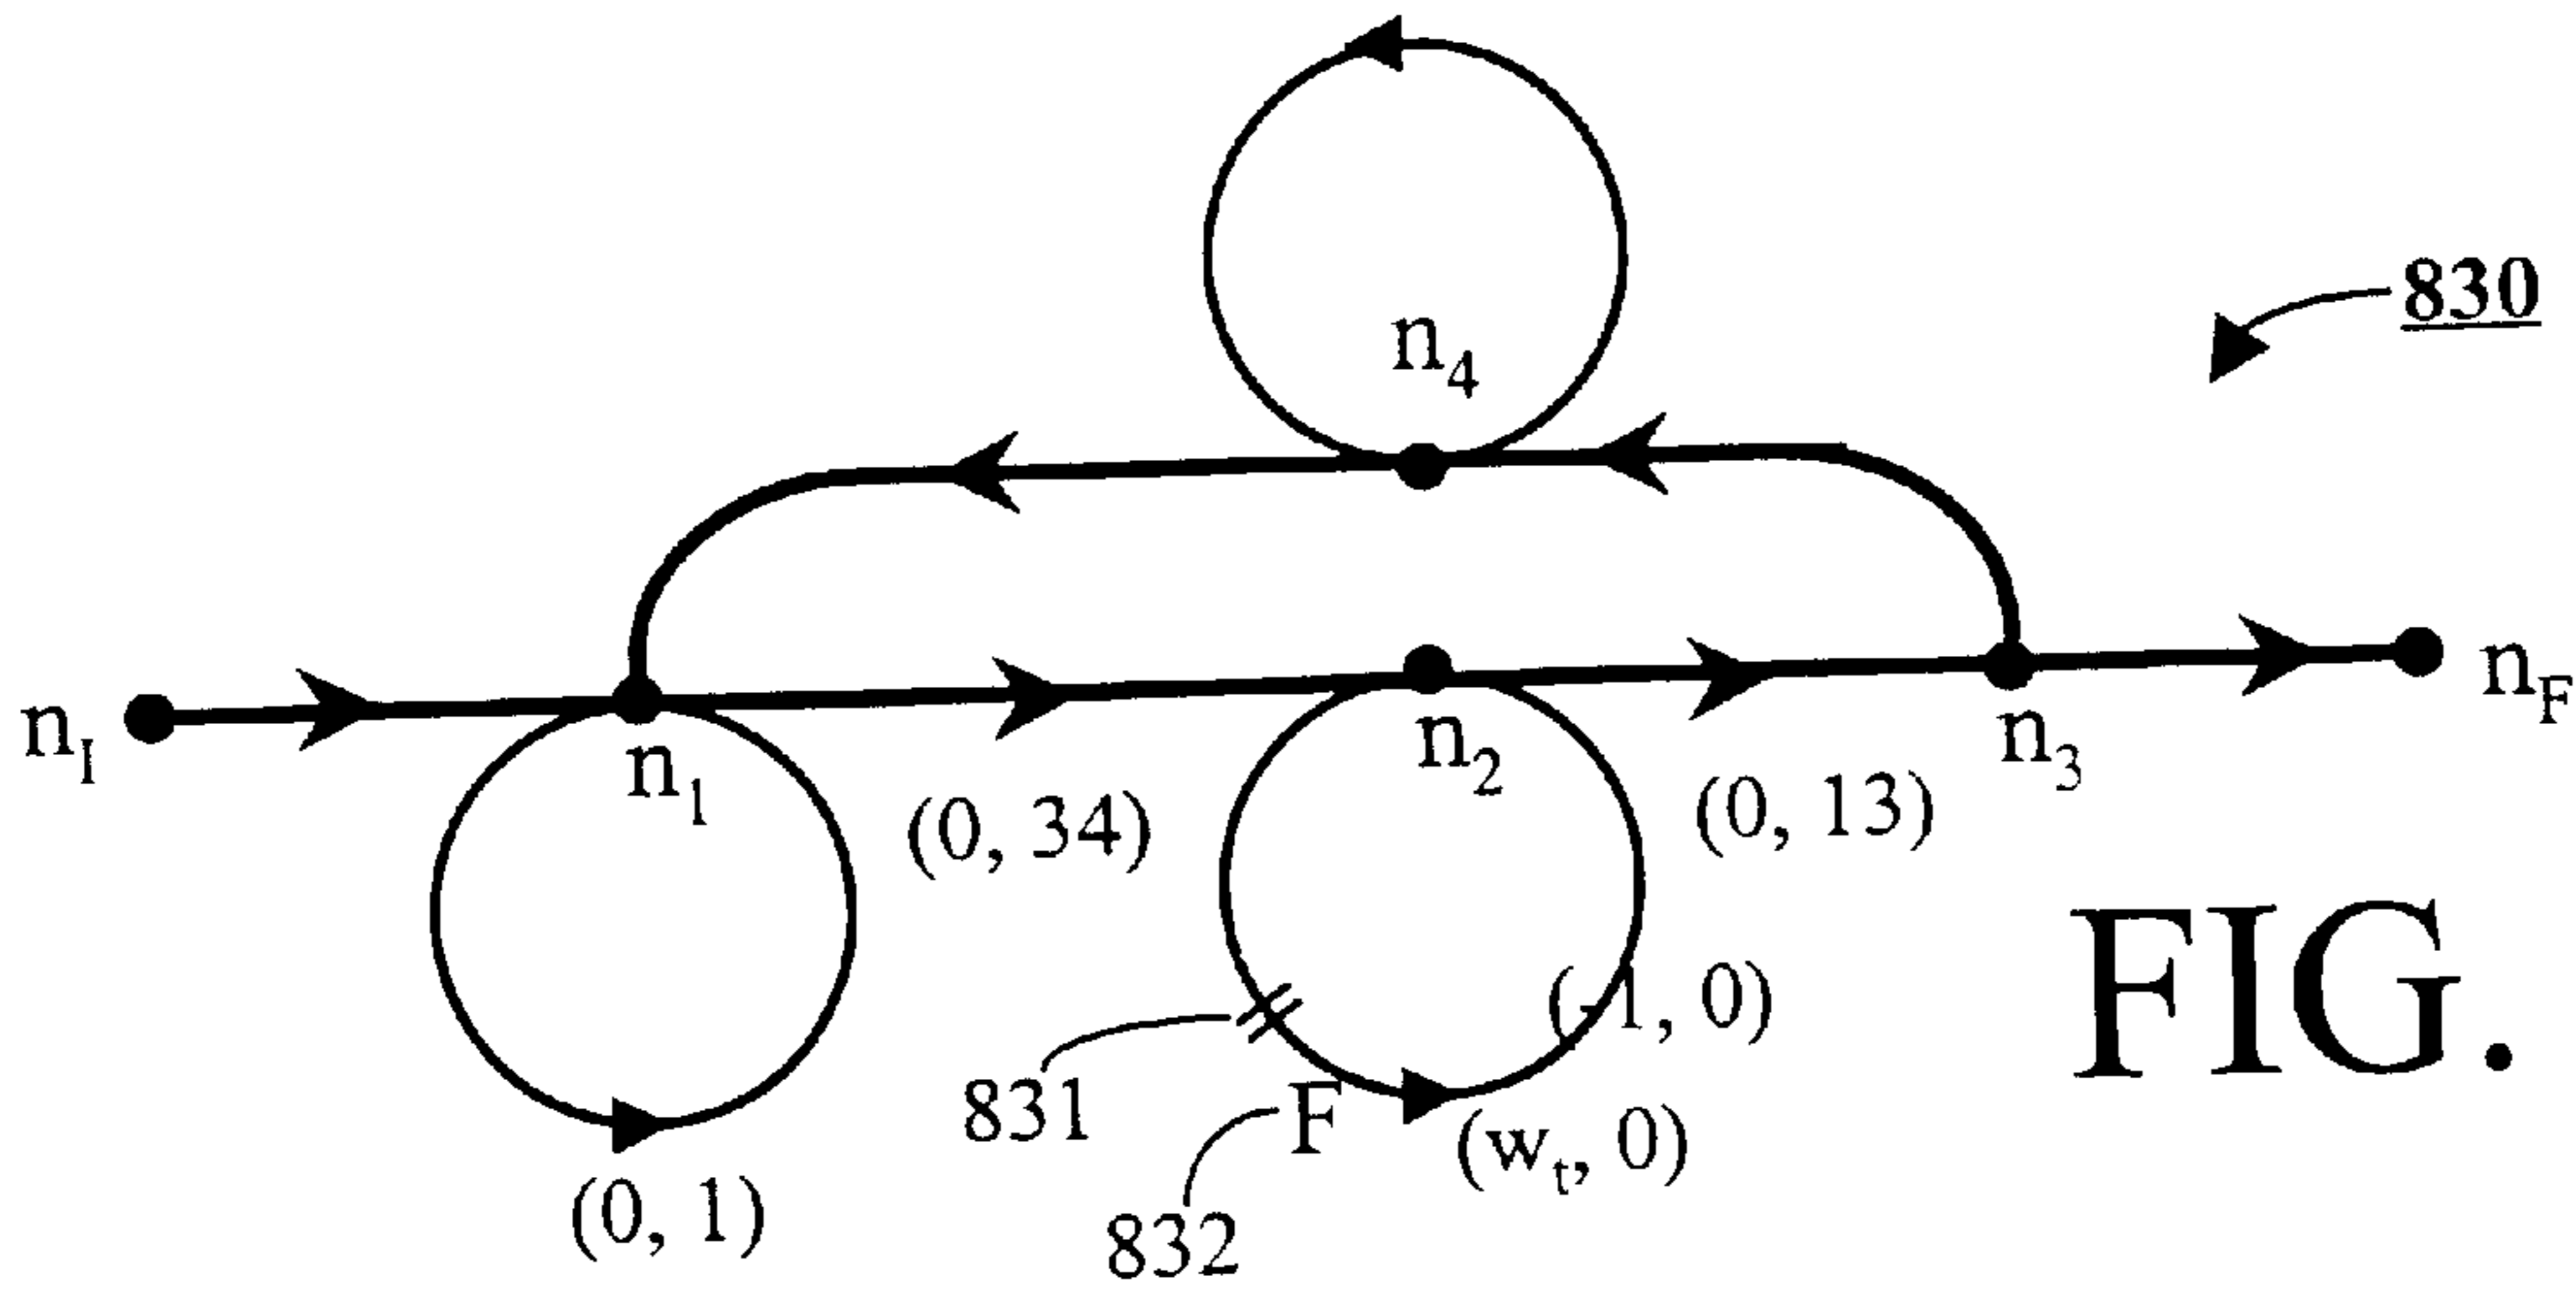 n4
830
nI
n1
n2
n3
nF
(0, 34)
(0, 13)
(-1, 0)
831
F
(wt, 0)
(0, 1)
832
FIG.